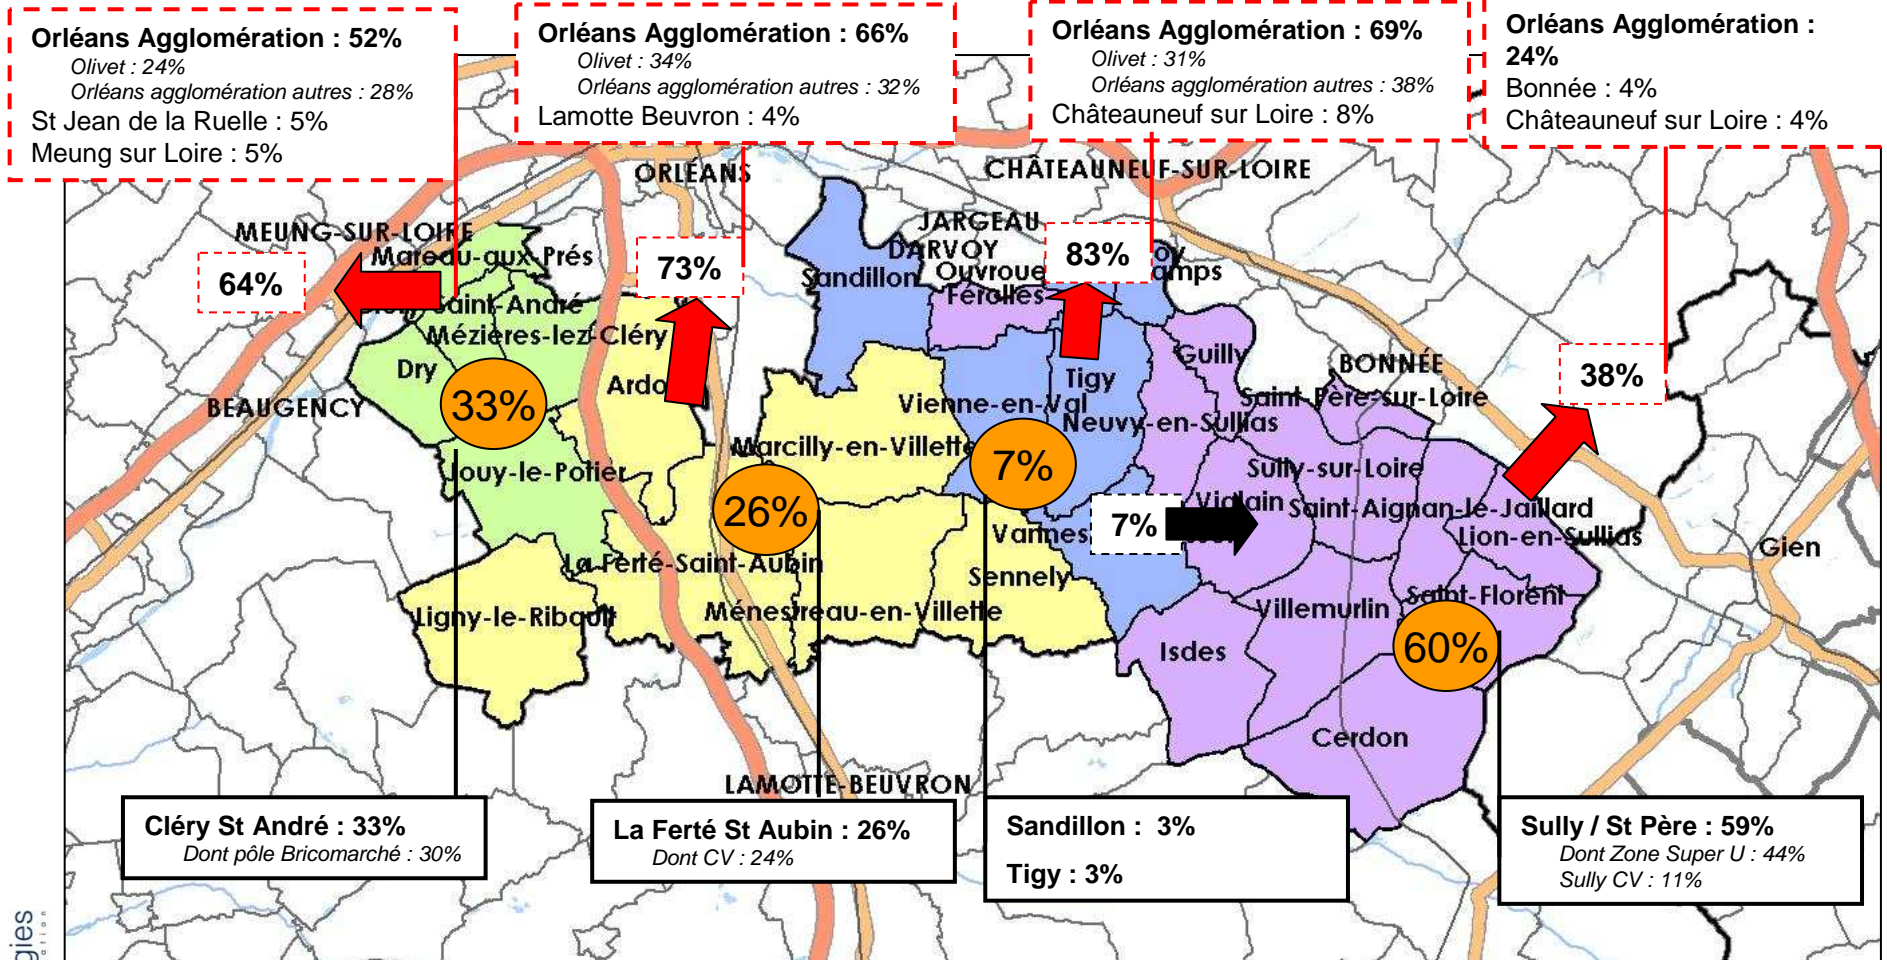 Orléans Agglomération : 52%
Olivet : 24%
Orléans agglomération autres : 28%
St Jean de la Ruelle : 5%
Meung sur Loire : 5%
Orléans Agglomération : 66%
Olivet : 34%
Orléans agglomération autres : 32%
Lamotte Beuvron : 4%
Orléans Agglomération : 69%
Olivet : 31%
Orléans agglomération autres : 38%
Châteauneuf sur Loire : 8%
Orléans Agglomération :
24%
Bonnée : 4%
Châteauneuf sur Loire : 4%
ORLÉANS
CHÂTEAUNEUF-SUR-LOIRE
MEUNG-SUR-LOIRE
JARGEAU
DARVOY
Mareau-aux-Prés
64%
73%
83%
Sandillon
Férolles
Saint-André
Mézières-lez-Cléry
Dry
33%
BEAUGENCY
Guilly
BONNÉE
38%
Tigy
Saint-Père-sur-Loire
Vienne-en-Val
Neuvy-en-Sullias
Marcilly-en-Villette
Jouy-le-Potier
7%
Sully-sur-Loire
26%
Saint-Aignan-le-Jaillard
Vannes
7%
Lion-en-Sullias
Gien
La Ferté-Saint-Aubin
Sennely
Saint-Florent
Ligny-le-Ribault
Ménestreau-en-Villette
Villemurlin
60%
Isdes
Cerdon
LAMOTTE-BEUVRON
Cléry St André : 33%
Dont pôle Bricomarché : 30%
La Ferté St Aubin : 26%
Dont CV : 24%
Sandillon : 3%
Tigy : 3%
Sully / St Père : 59%
Dont Zone Super U : 44%
Sully CV : 11%